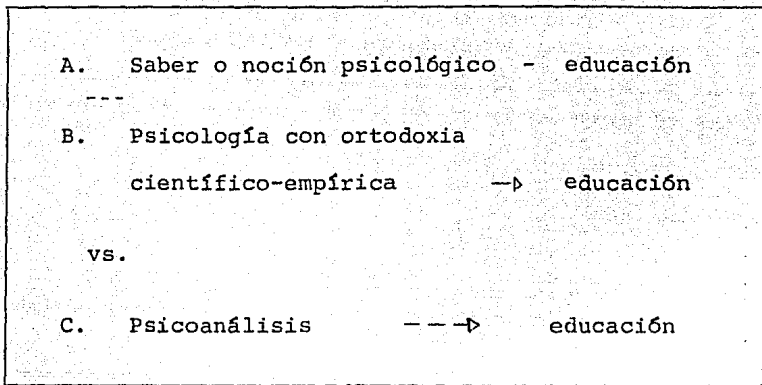 A. Saber o noción psicológico - educación
---
B. Psicología con ortodoxia
científico-empírica —▷ educación
vs.
C. Psicoanálisis — — —▷ educación